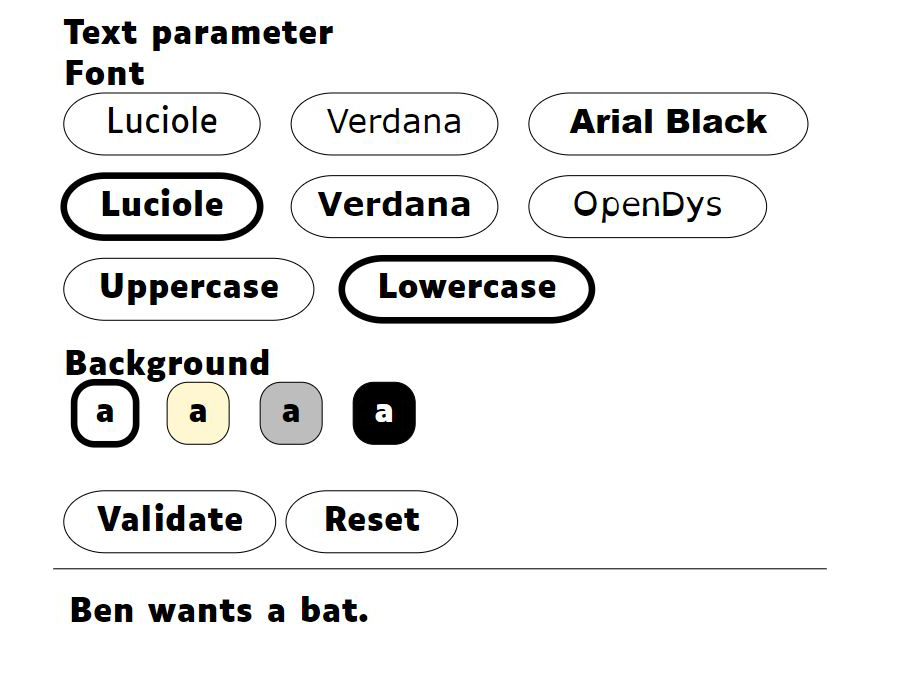 Text parameter
Font
Luciole Verdana Arial Black
Luciole Verdana OpenDys
Uppercase Lowercase
Background
a a a a
Validate Reset
Ben wants a bat.